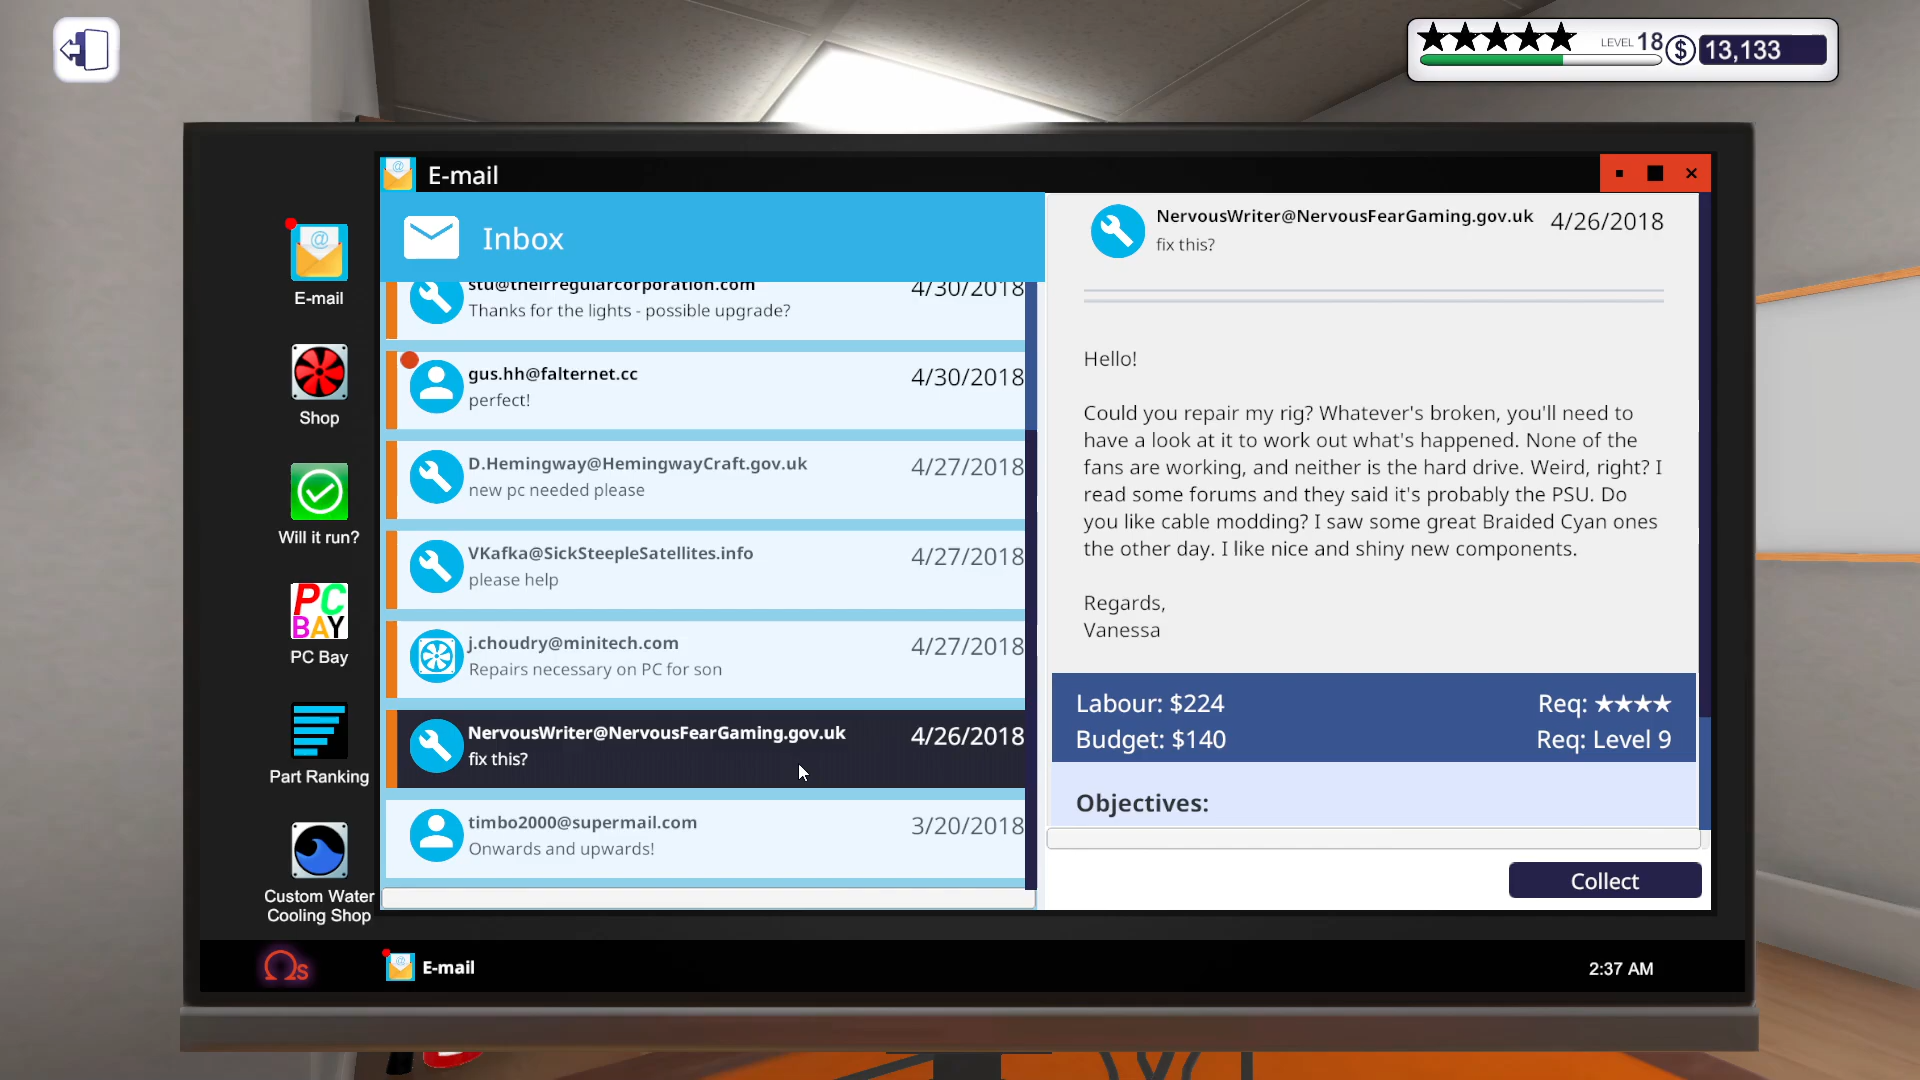 LEVEL 18
$ 13,133
E-mail
Inbox
stu@theirregularcorporation.com 4/30/2018
Thanks for the lights - possible upgrade?
gus.hh@falternet.cc 4/30/2018
perfect!
D.Hemingway@HemingwayCraft.gov.uk 4/27/2018
new pc needed please
VKafka@SickSteepleSatellites.info 4/27/2018
please help
j.choudry@minitech.com 4/27/2018
Repairs necessary on PC for son
NervousWriter@NervousFearGaming.gov.uk 4/26/2018
fix this?
timbo2000@supermail.com 3/20/2018
Onwards and upwards!
NervousWriter@NervousFearGaming.gov.uk 4/26/2018
fix this?
Hello!
Could you repair my rig? Whatever's broken, you'll need to
have a look at it to work out what's happened. None of the
fans are working, and neither is the hard drive. Weird, right? I
read some forums and they said it's probably the PSU. Do
you like cable modding? I saw some great Braided Cyan ones
the other day. I like nice and shiny new components.
Regards,
Vanessa
Labour: $224 Req: ★★★★
Budget: $140 Req: Level 9
Objectives:
Collect
E-mail
Shop
Will it run?
PC
BAY
PC Bay
Part Ranking
Custom Water
Cooling Shop
Ωs
E-mail
2:37 AM